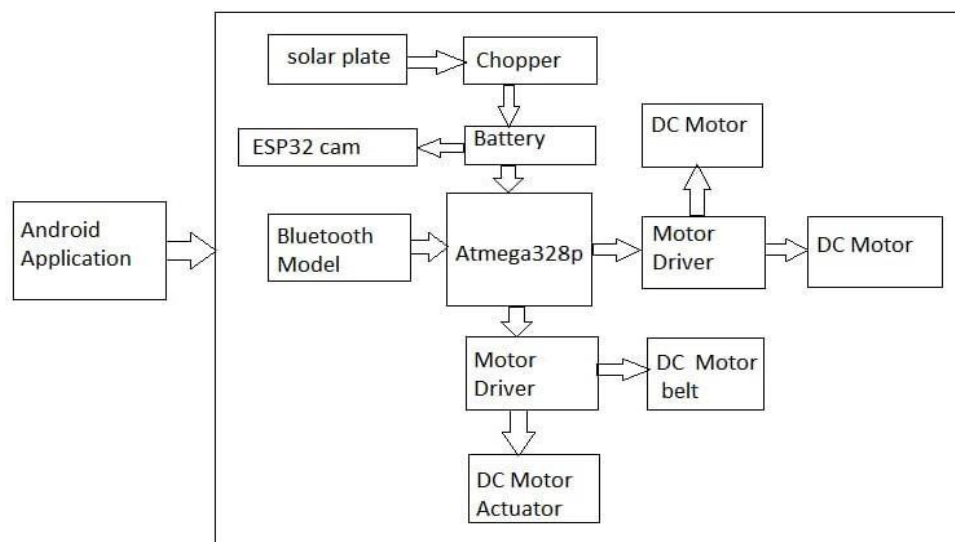 solar plate
Chopper
DC Motor
ESP32 cam
Battery
Android
Application
Bluetooth
Model
Atmega328p
Motor
Driver
DC Motor
Motor
Driver
DC Motor
belt
DC Motor
Actuator